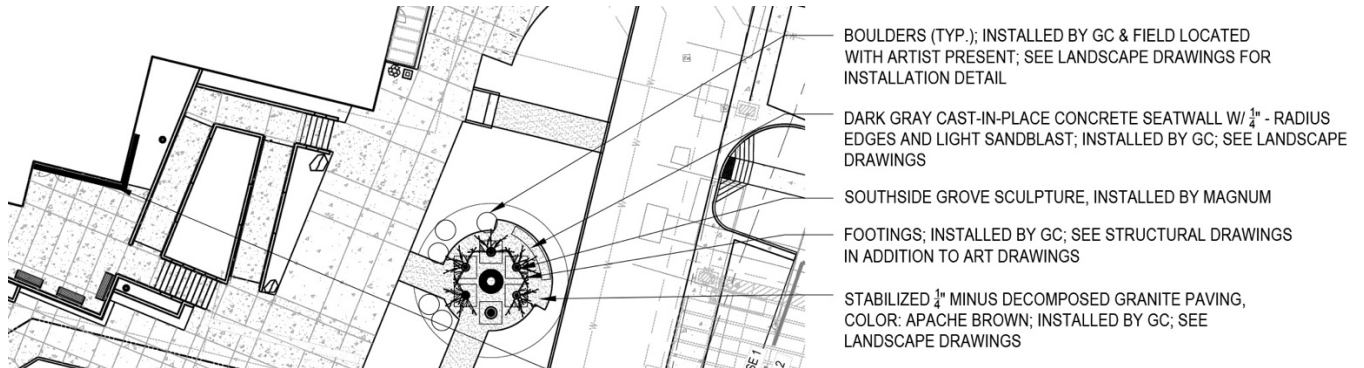 BOULDERS (TYP.); INSTALLED BY GC & FIELD LOCATED
WITH ARTIST PRESENT; SEE LANDSCAPE DRAWINGS FOR
INSTALLATION DETAIL
DARK GRAY CAST-IN-PLACE CONCRETE SEATWALL W/ 1/4" - RADIUS
EDGES AND LIGHT SANDBLAST; INSTALLED BY GC; SEE LANDSCAPE
DRAWINGS
SOUTHSIDE GROVE SCULPTURE, INSTALLED BY MAGNUM
FOOTINGS; INSTALLED BY GC; SEE STRUCTURAL DRAWINGS
IN ADDITION TO ART DRAWINGS
STABILIZED 1/4" MINUS DECOMPOSED GRANITE PAVING,
COLOR: APACHE BROWN; INSTALLED BY GC; SEE
LANDSCAPE DRAWINGS